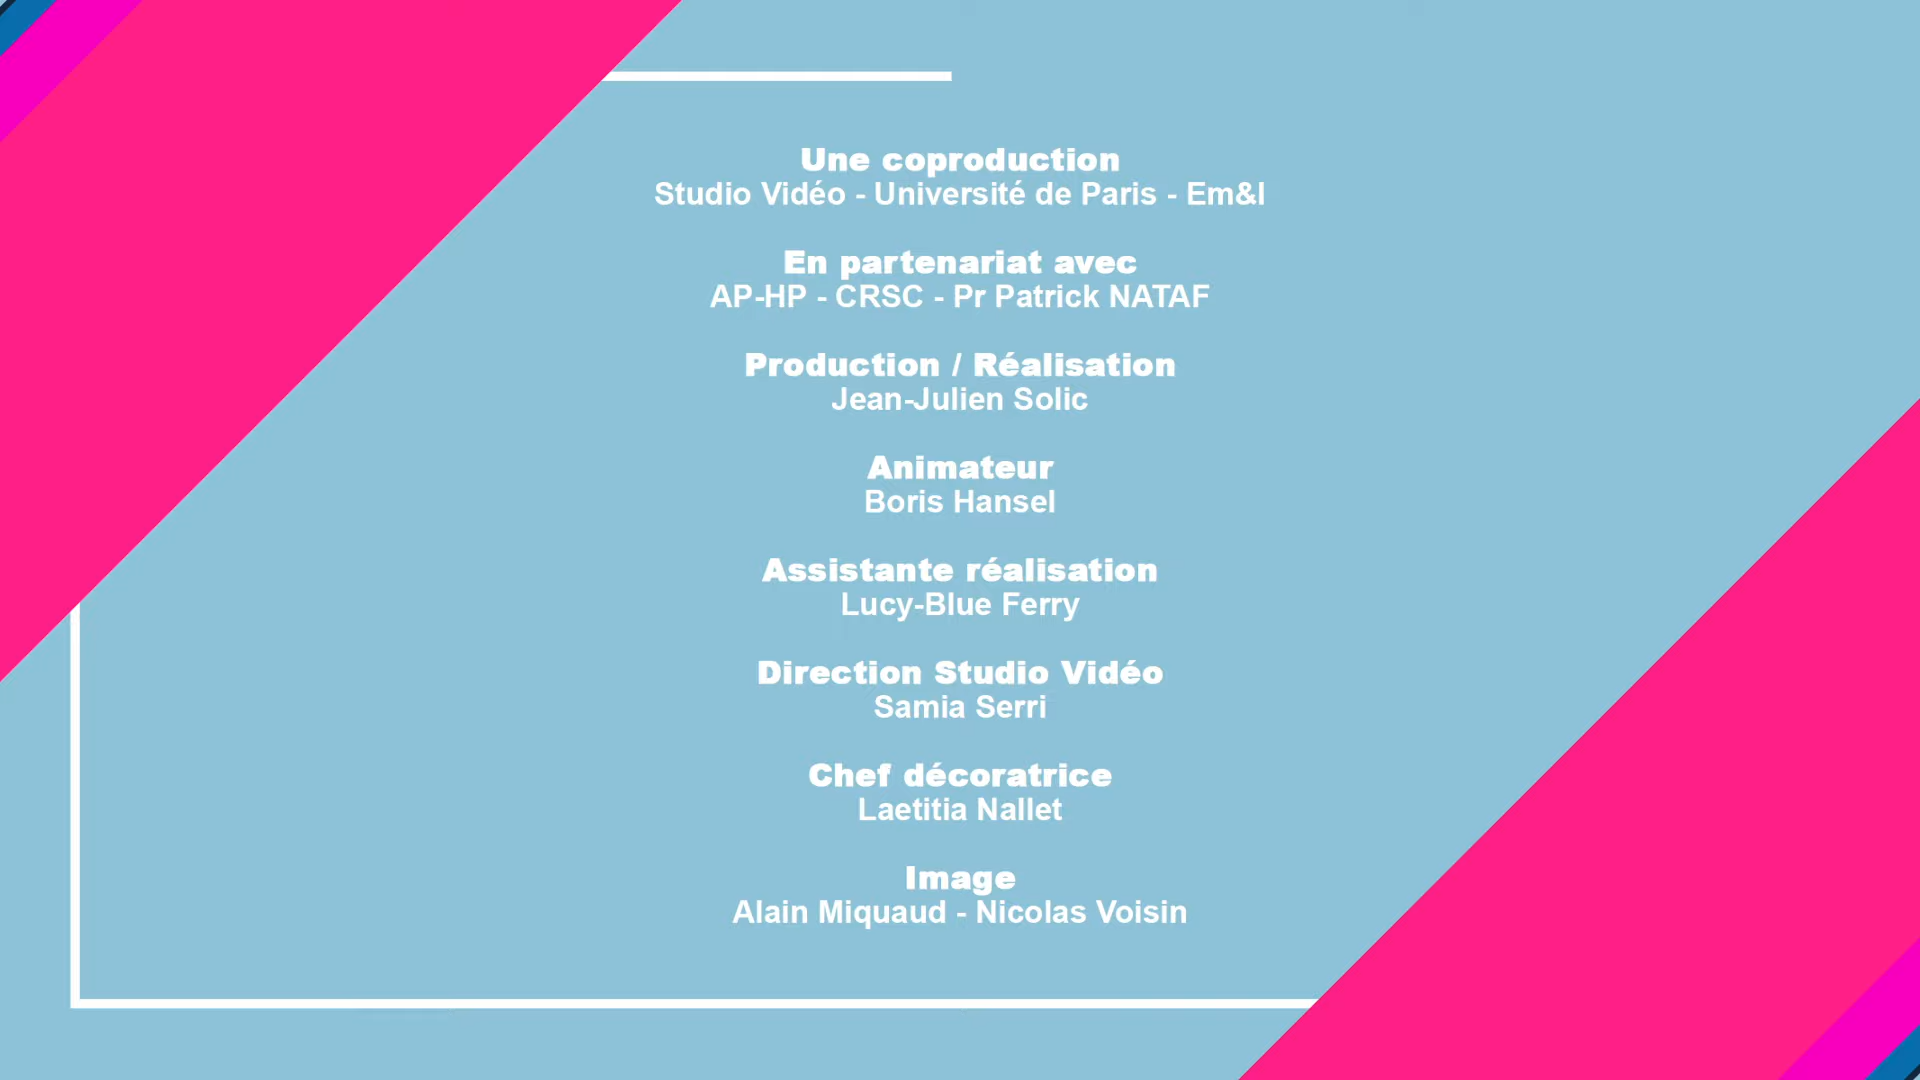 Une coproduction
Studio Vidéo - Université de Paris - Em&I
En partenariat avec
AP-HP - CRSC - Pr Patrick NATAF
Production / Réalisation
Jean-Julien Solic
Animateur
Boris Hansel
Assistante réalisation
Lucy-Blue Ferry
Direction Studio Vidéo
Samia Serri
Chef décoratrice
Laetitia Nallet
Image
Alain Miquaud - Nicolas Voisin